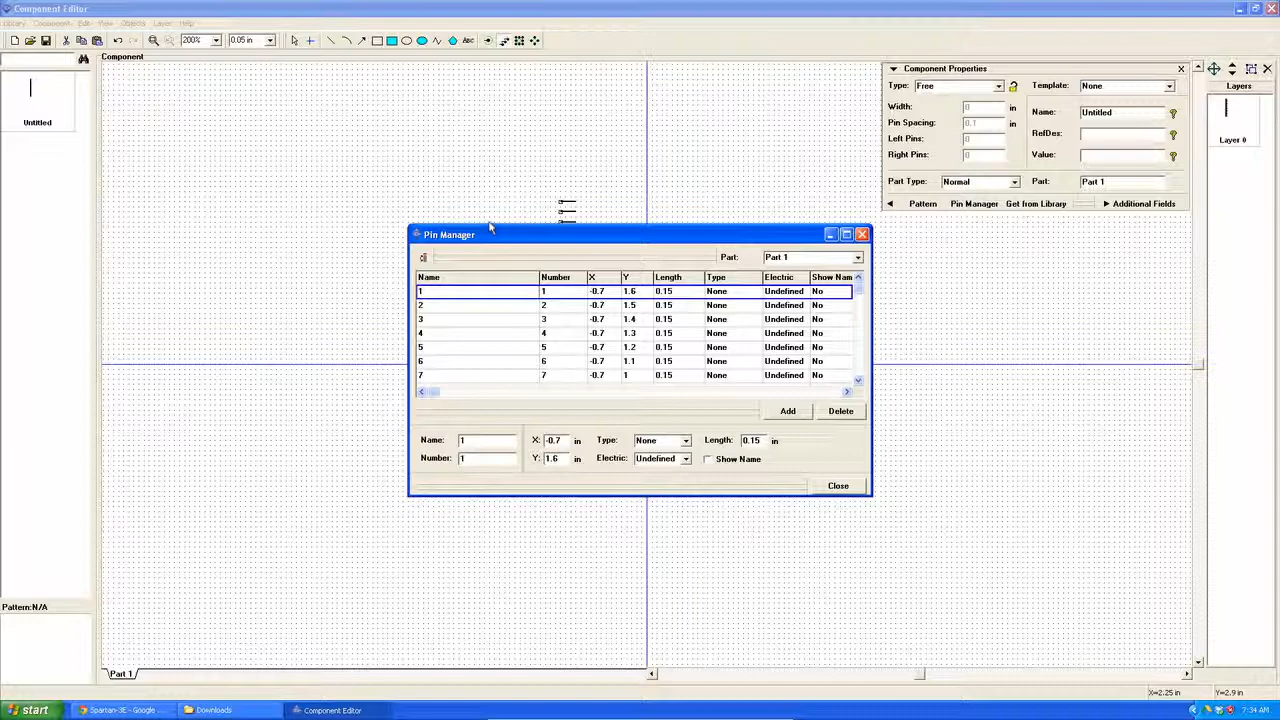 Component Editor
Library Component Edit View Objects Layer Help
200% 0.05 in Abc
Component
Untitled
Component Properties
Type: Free Template: None
Width: 0 in Name: Untitled
Pin Spacing: 0.1 in
Left Pins: 0 RefDes:
Right Pins: 0 Value:
Part Type: Normal Part: Part 1
Pattern Pin Manager Get from Library Additional Fields
Layers
Layer 0
Pin Manager
Part: Part 1
Name Number X Y Length Type Electric Show Nam
1 1 -0.7 1.6 0.15 None Undefined No
2 2 -0.7 1.5 0.15 None Undefined No
3 3 -0.7 1.4 0.15 None Undefined No
4 4 -0.7 1.3 0.15 None Undefined No
5 5 -0.7 1.2 0.15 None Undefined No
6 6 -0.7 1.1 0.15 None Undefined No
7 7 -0.7 1 0.15 None Undefined No
Add Delete
Name: 1 X: -0.7 in Type: None Length: 0.15 in
Number: 1 Y: 1.6 in Electric: Undefined Show Name
Close
Pattern:N/A
Part 1
X=2.25 in Y=2.9 in
start Spartan-3E - Google ... Downloads Component Editor 7:34 AM